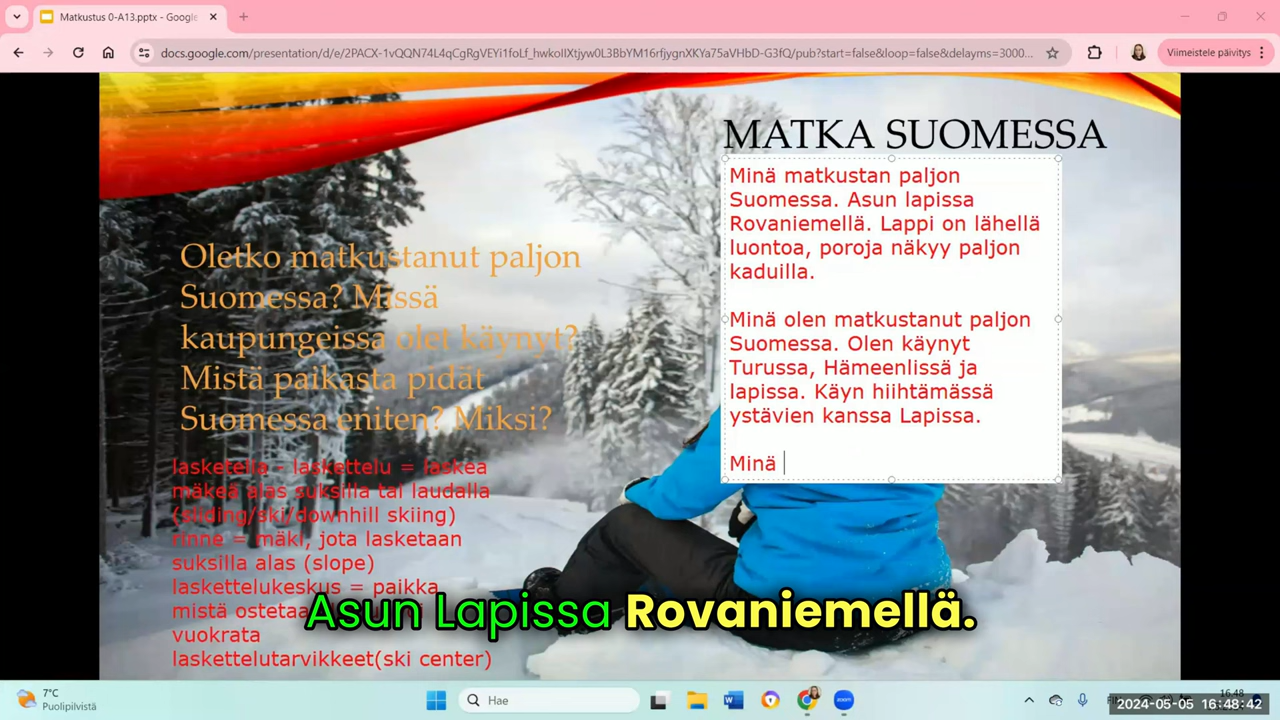 Matkustus 0-A13.pptx - Google
docs.google.com/presentation/d/e/2PACX-1vQQN74L4qCgRgVEYi1foLf_hwkoIIXtjyw0L3BbYM16rfjygnXKYa75aVHbD-G3fQ/pub?start=false&loop=false&delayms=3000...
Viimeistele päivitys
MATKA SUOMESSA
Minä matkustan paljon
Suomessa. Asun lapissa
Rovaniemellä. Lappi on lähellä
luontoa, poroja näkyy paljon
kaduilla.
Minä olen matkustanut paljon
Suomessa. Olen käynyt
Turussa, Hämeenlissä ja
lapissa. Käyn hiihtämässä
ystävien kanssa Lapissa.
Minä
Oletko matkustanut paljon
Suomessa? Missä
kaupungeissa olet käynyt?
Mistä paikasta pidät
Suomessa eniten? Miksi?
lasketella - laskettelu = laskea
mäkeä alas suksilla tai laudalla
(sliding/ski/downhill skiing)
rinne = mäki, jota lasketaan
suksilla alas (slope)
laskettelukeskus = paikka
mistä ostetaa
vuokrata
laskettelutarvikkeet(ski center)
Asun Lapissa Rovaniemellä.
7°C
Puolipilvistä
Hae
16.48
2024-05-05 16:48:42